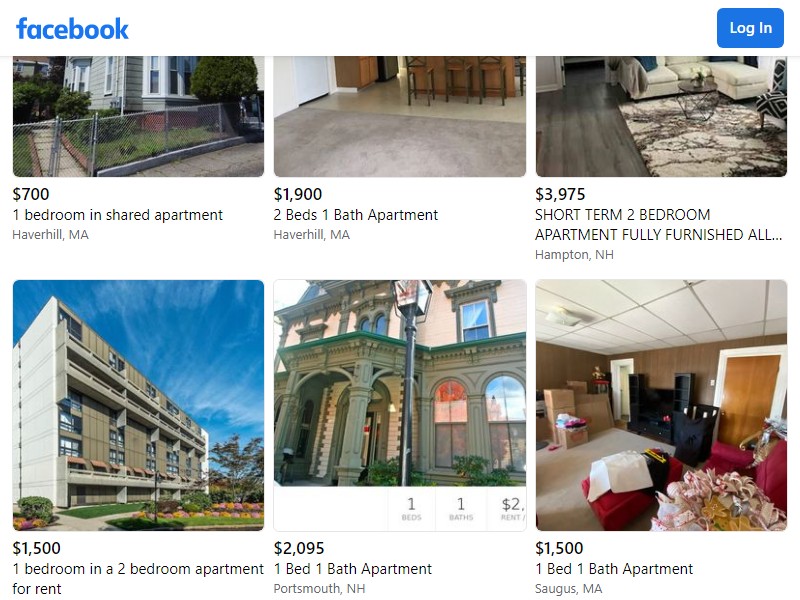 facebook
Log In
$700
1 bedroom in shared apartment
Haverhill, MA
$1,900
2 Beds 1 Bath Apartment
Haverhill, MA
$3,975
SHORT TERM 2 BEDROOM
APARTMENT FULLY FURNISHED ALL...
Hampton, NH
1 1 $2,
BEDS BATHS RENT /
$1,500
1 bedroom in a 2 bedroom apartment
for rent
$2,095
1 Bed 1 Bath Apartment
Portsmouth, NH
$1,500
1 Bed 1 Bath Apartment
Saugus, MA